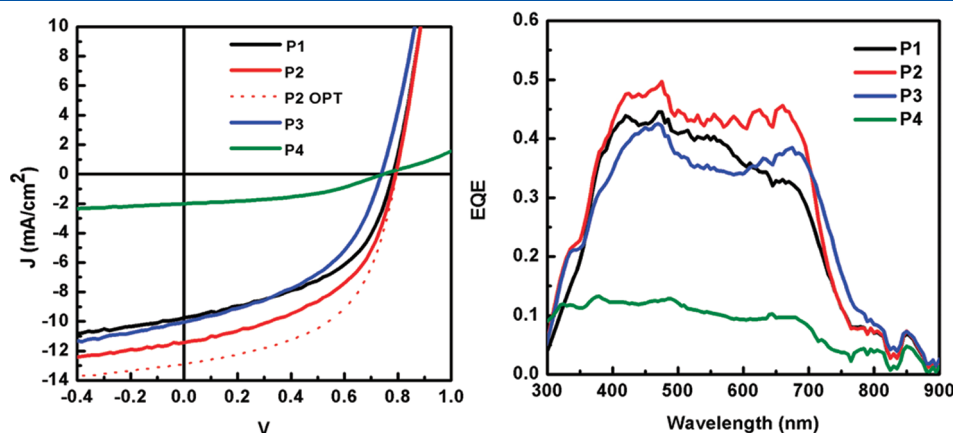 10
8
6
4
2
0
-2
-4
-6
-8
-10
-12
-14
J (mA/cm²)
P1
P2
P2 OPT
P3
P4
-0.4 -0.2 0.0 0.2 0.4 0.6 0.8 1.0
V
0.6
0.5
0.4
0.3
0.2
0.1
0.0
EQE
P1
P2
P3
P4
300 400 500 600 700 800 900
Wavelength (nm)